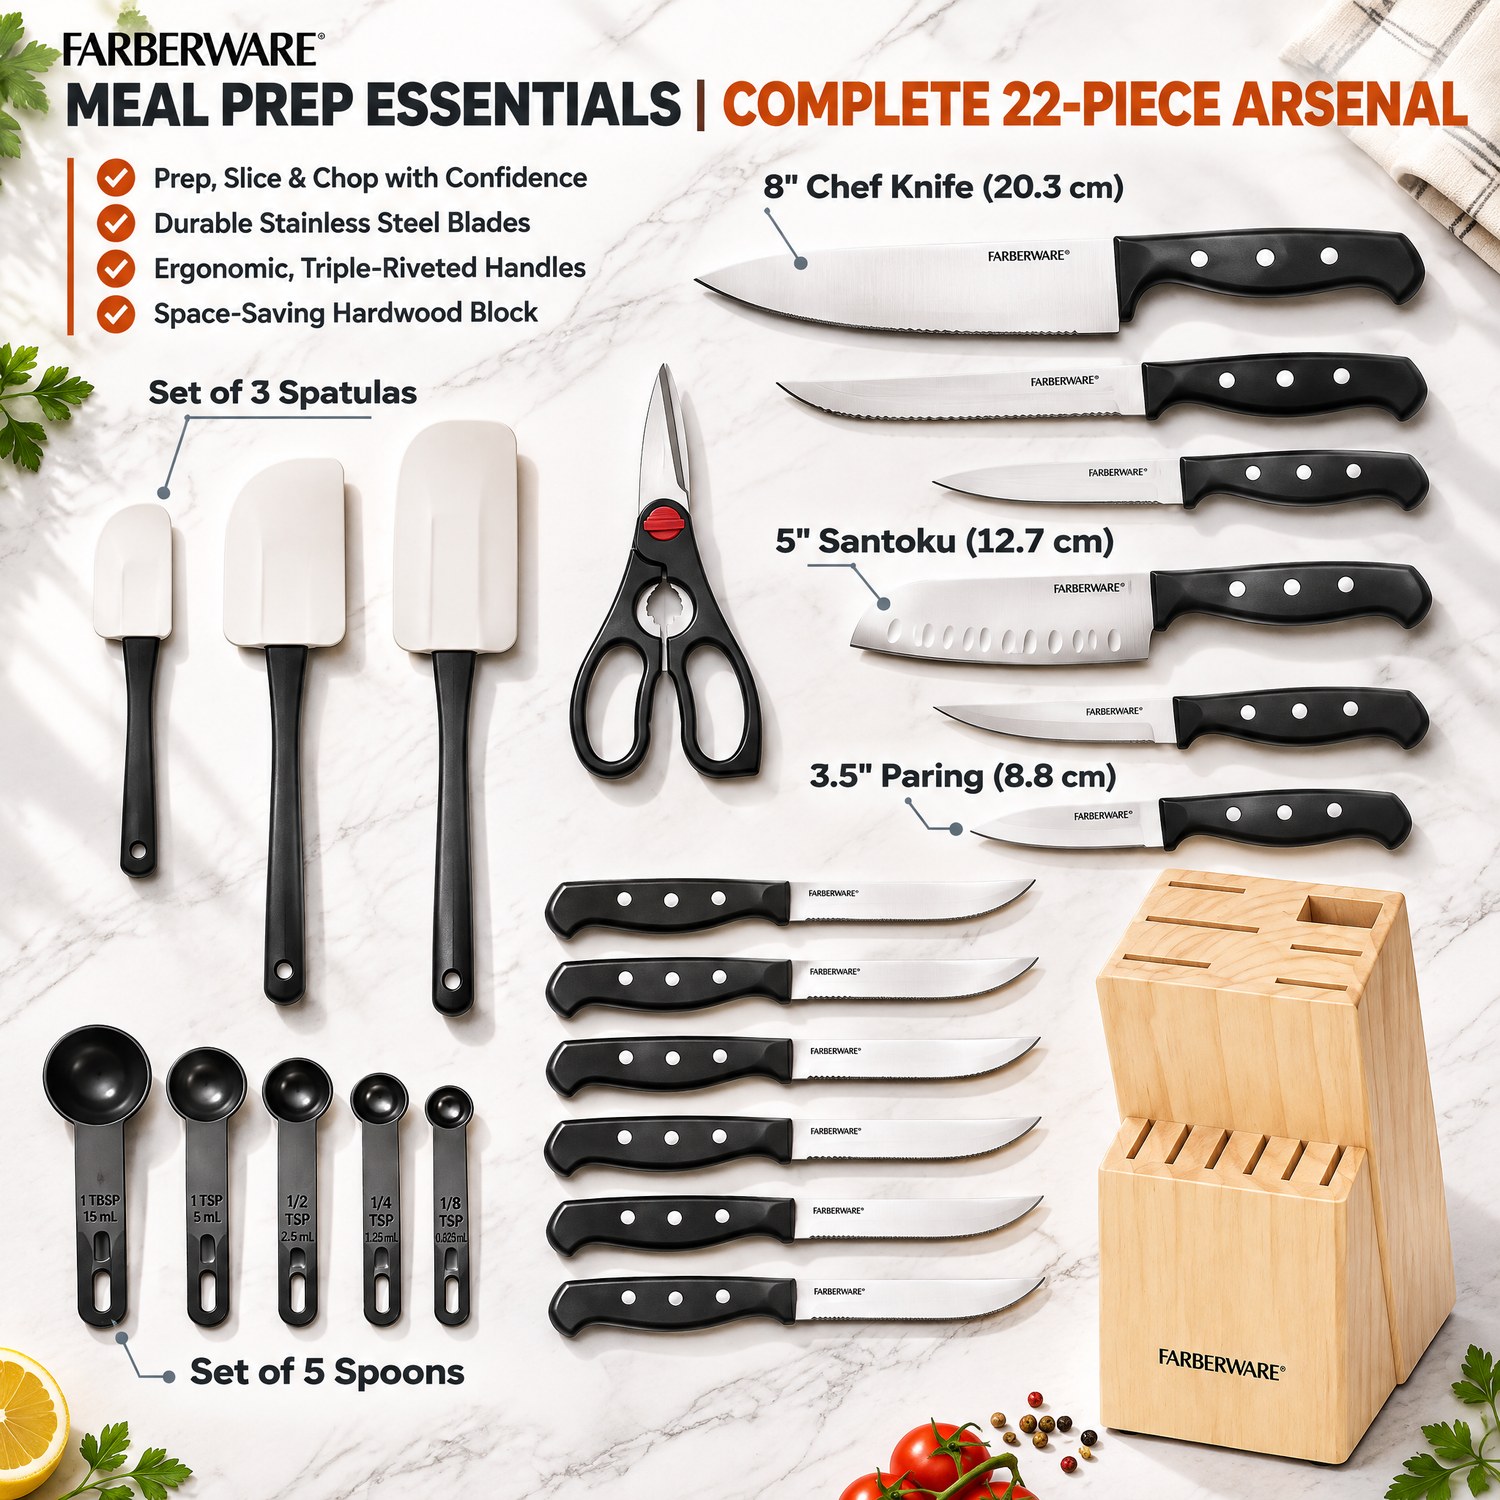 FARBERWARE®
MEAL PREP ESSENTIALS | COMPLETE 22-PIECE ARSENAL
Prep, Slice & Chop with Confidence
Durable Stainless Steel Blades
Ergonomic, Triple-Riveted Handles
Space-Saving Hardwood Block
8" Chef Knife (20.3 cm)
FARBERWARE®
FARBERWARE®
Set of 3 Spatulas
FARBERWARE®
5" Santoku (12.7 cm)
FARBERWARE®
FARBERWARE®
3.5" Paring (8.8 cm)
FARBERWARE®
FARBERWARE®
FARBERWARE®
FARBERWARE®
FARBERWARE®
FARBERWARE®
FARBERWARE®
1 TBSP
15 mL
1 TSP
5 mL
1/2
TSP
2.5 mL
1/4
TSP
1.25 mL
1/8
TSP
0.625 mL
Set of 5 Spoons
FARBERWARE®